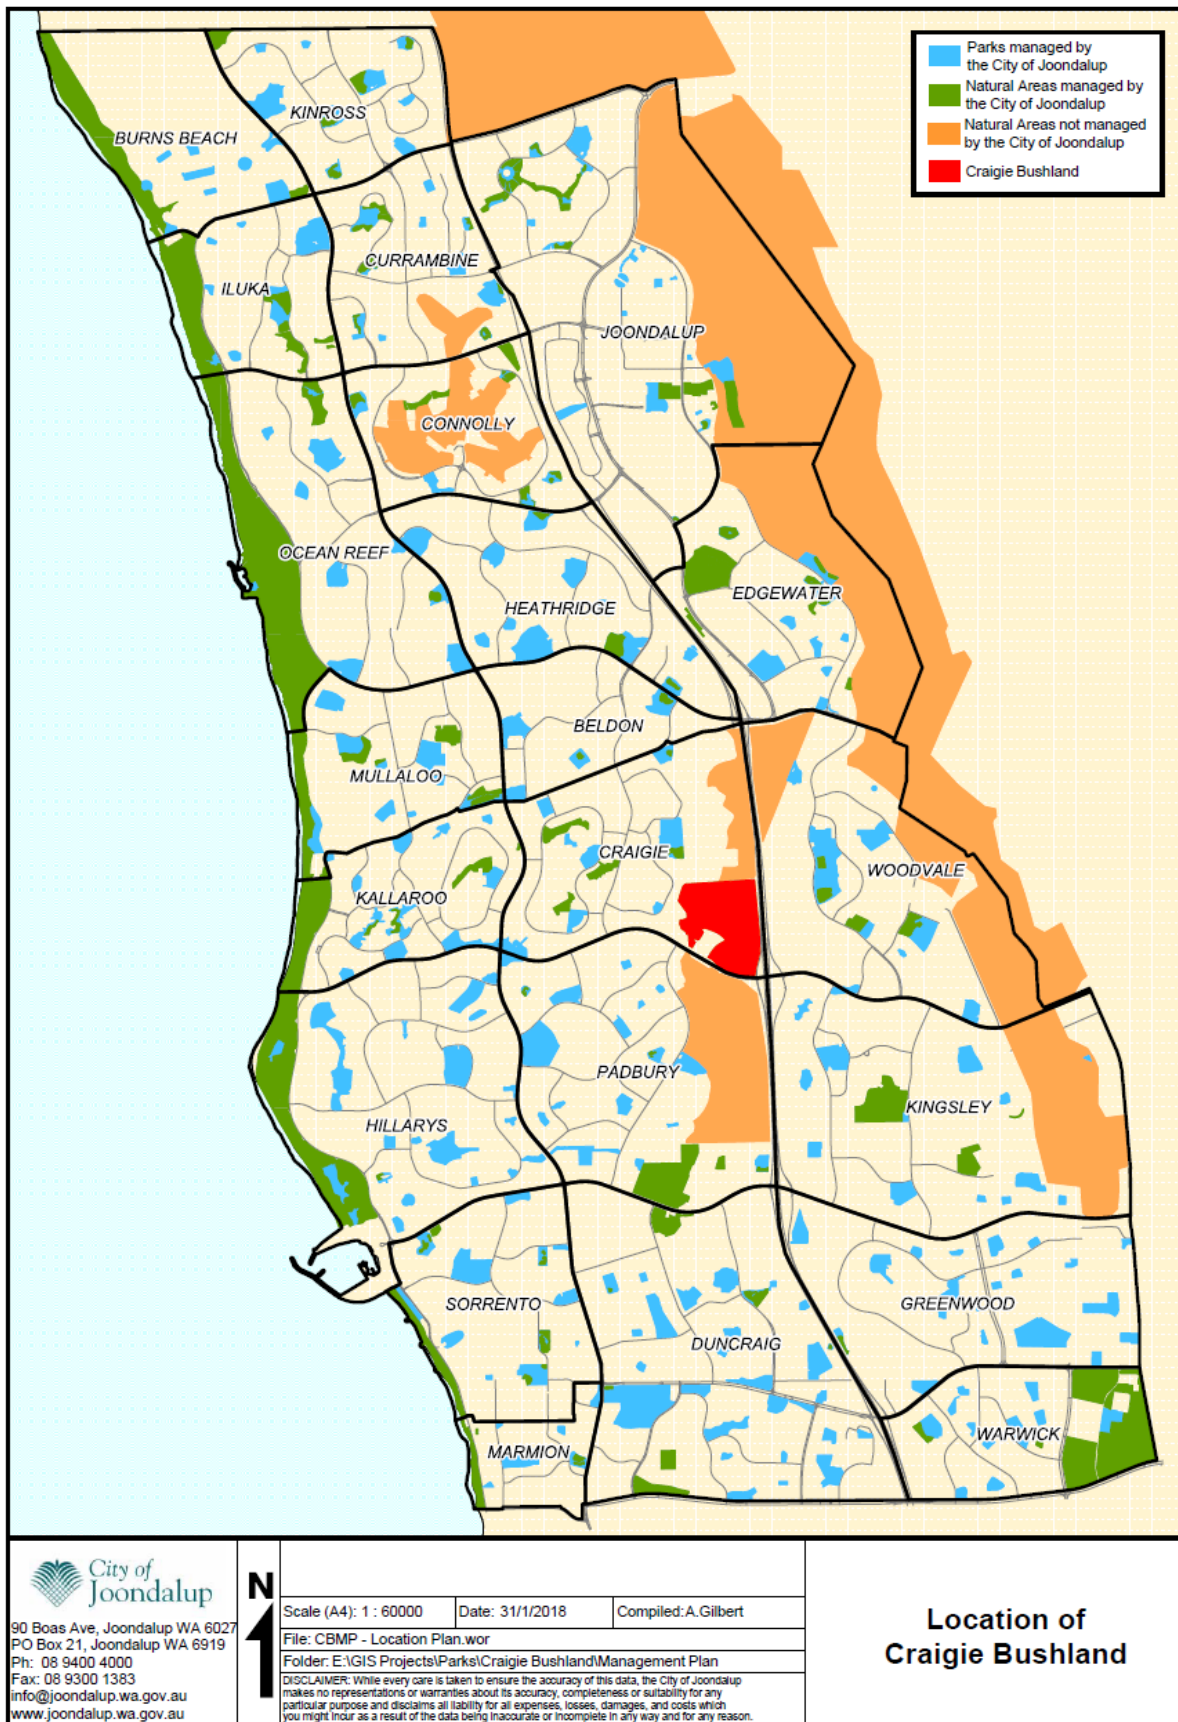 Parks managed by
the City of Joondalup
Natural Areas managed by
the City of Joondalup
Natural Areas not managed
by the City of Joondalup
Craigie Bushland
KINROSS
BURNS BEACH
CURRAMBINE
ILUKA
JOONDALUP
CONNOLLY
OCEAN REEF
EDGEWATER
HEATHRIDGE
BELDON
MULLALOO
CRAIGIE
WOODVALE
KALLAROO
PADBURY
KINGSLEY
HILLARYS
SORRENTO
GREENWOOD
DUNCRAIG
WARWICK
MARMION
City of
Joondalup
90 Boas Ave, Joondalup WA 6027
PO Box 21, Joondalup WA 6919
Ph: 08 9400 4000
Fax: 08 9300 1383
info@joondalup.wa.gov.au
www.joondalup.wa.gov.au
N
Scale (A4): 1 : 60000
Date: 31/1/2018
Compiled:A.Gilbert
File: CBMP - Location Plan.wor
Folder: E:\GIS Projects\Parks\Craigie Bushland\Management Plan
DISCLAIMER: While every care is taken to ensure the accuracy of this data, the City of Joondalup
makes no representations or warranties about its accuracy, completeness or suitability for any
particular purpose and disclaims all liability for all expenses, losses, damages, and costs which
you might incur as a result of the data being inaccurate or incomplete in any way and for any reason.
Location of
Craigie Bushland